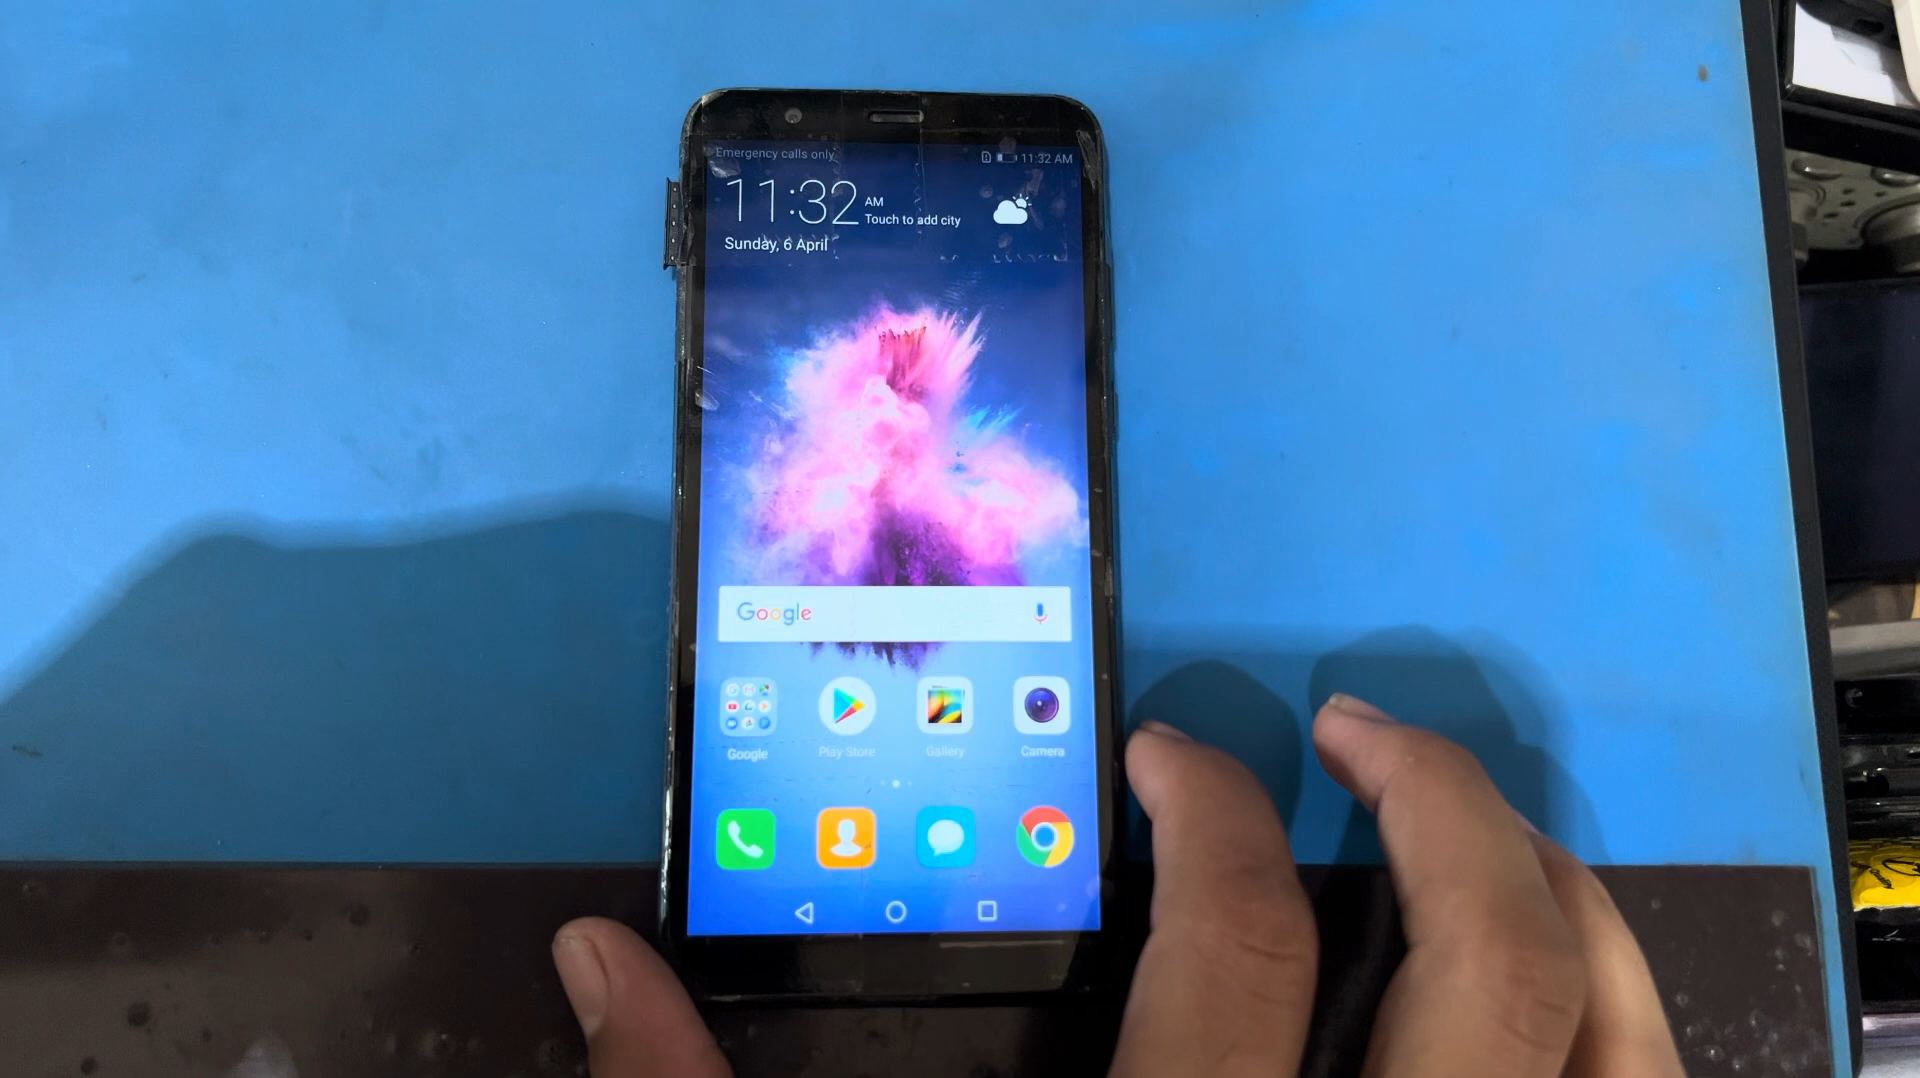 Emergency calls only
11:32 AM
11:32 AM
Touch to add city
Sunday, 6 April
Google
Google
Play Store
Gallery
Camera